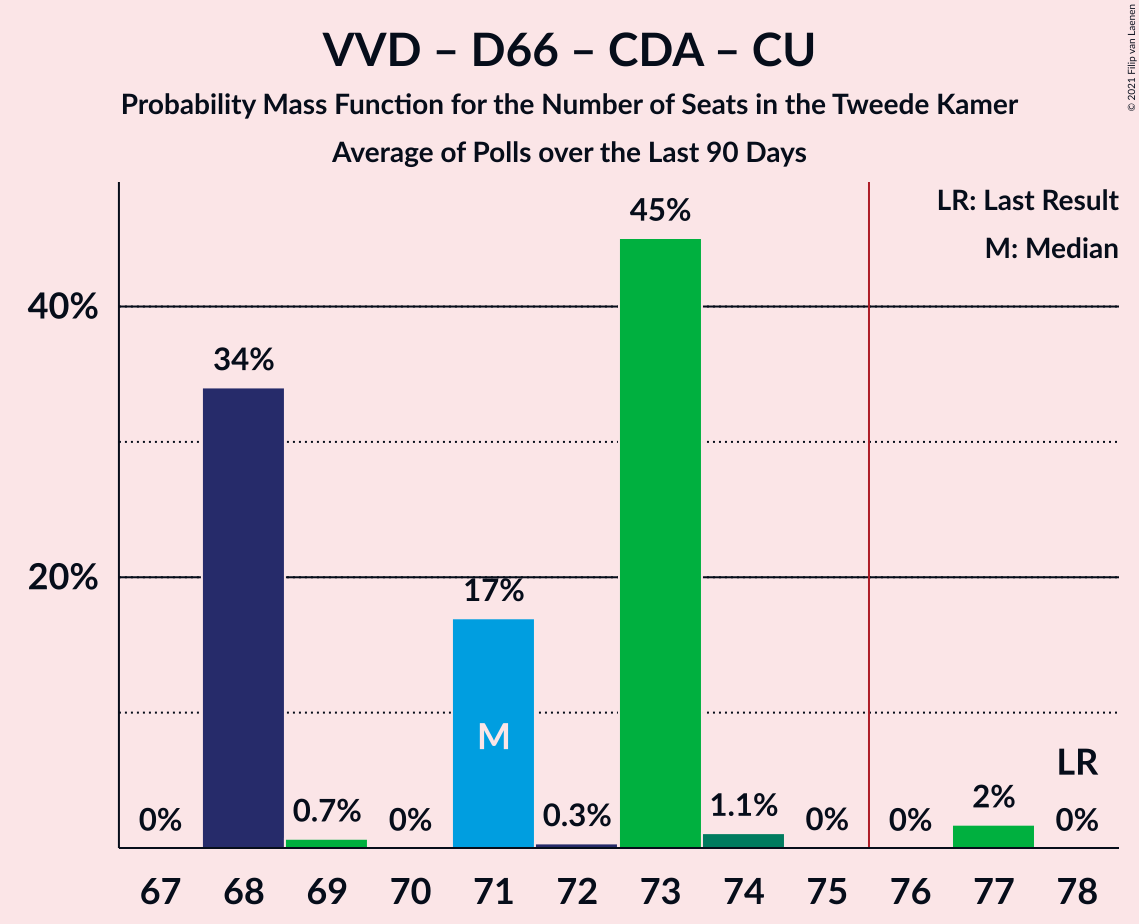 VVD – D66 – CDA – CU
Probability Mass Function for the Number of Seats in the Tweede Kamer
Average of Polls over the Last 90 Days
© 2021 Filip van Laenen
LR: Last Result
M: Median
40%
20%
0%
34%
0.7%
0%
17%
M
0.3%
45%
1.1%
0%
0%
2%
LR
0%
67 68 69 70 71 72 73 74 75 76 77 78